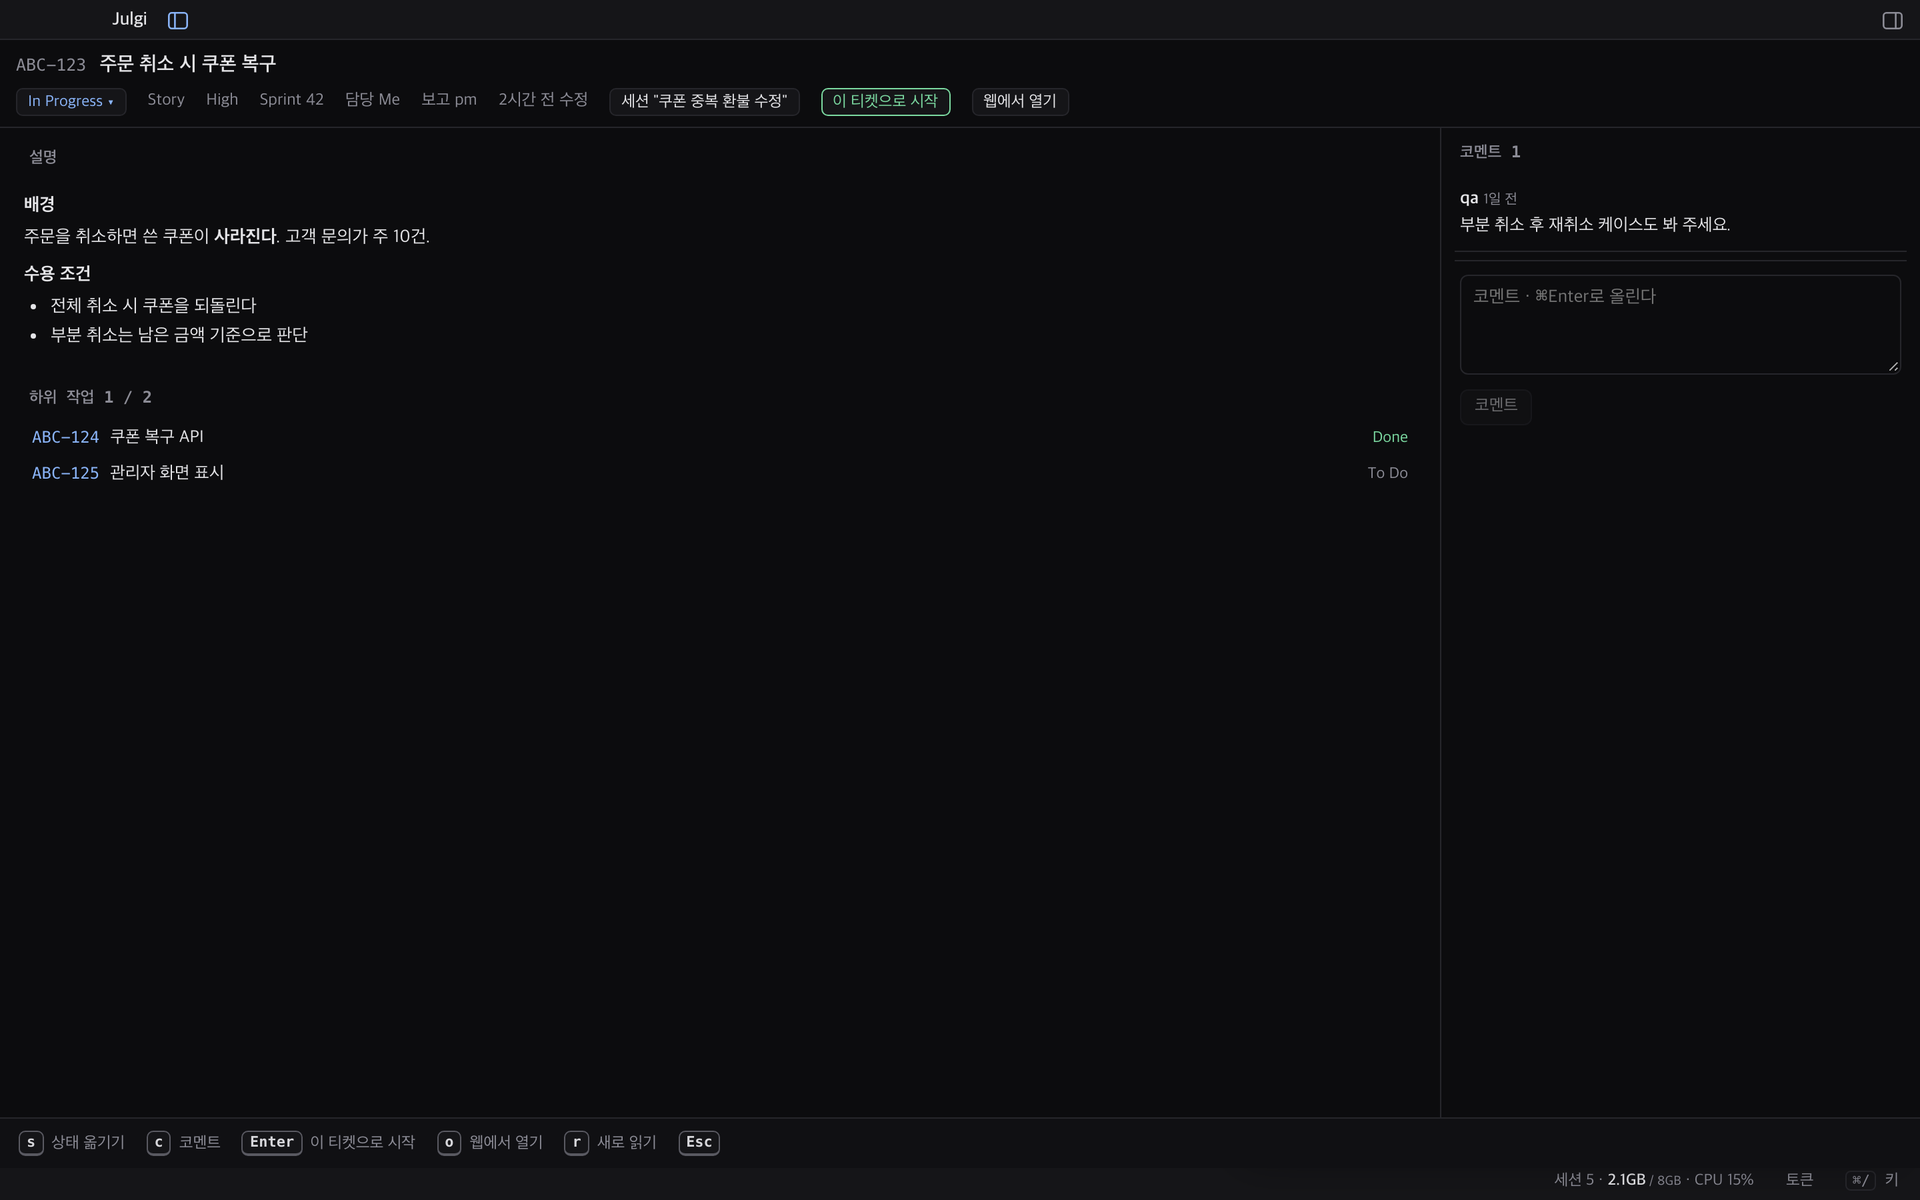 Julgi
ABC-123 주문 취소 시 쿠폰 복구
In Progress ▾ Story High Sprint 42 담당 Me 보고 pm 2시간 전 수정 세션 "쿠폰 중복 환불 수정" 이 티켓으로 시작 웹에서 열기
설명
배경
주문을 취소하면 쓴 쿠폰이 사라진다. 고객 문의가 주 10건.
수용 조건
• 전체 취소 시 쿠폰을 되돌린다
• 부분 취소는 남은 금액 기준으로 판단
하위 작업 1 / 2
ABC-124 쿠폰 복구 API Done
ABC-125 관리자 화면 표시 To Do
코멘트 1
qa 1일 전
부분 취소 후 재취소 케이스도 봐 주세요.
코멘트 · ⌘Enter로 올린다
코멘트
s 상태 옮기기 c 코멘트 Enter 이 티켓으로 시작 o 웹에서 열기 r 새로 읽기 Esc
세션 5 · 2.1GB / 8GB · CPU 15% 토큰 ⌘/ 키